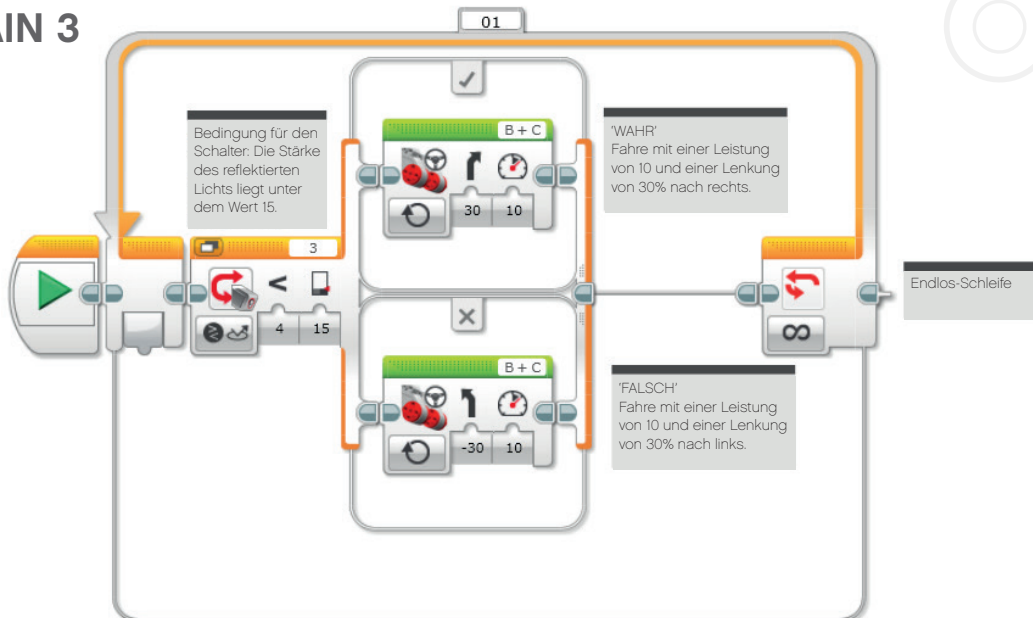 AIN 3
01
Bedingung für den
Schalter: Die Stärke
des reflektierten
Lichts liegt unter
dem Wert 15.
B + C
30 10
'WAHR'
Fahre mit einer Leistung
von 10 und einer Lenkung
von 30% nach rechts.
3
<
4 15
Endlos-Schleife
∞
B + C
-30 10
'FALSCH'
Fahre mit einer Leistung
von 10 und einer Lenkung
von 30% nach links.